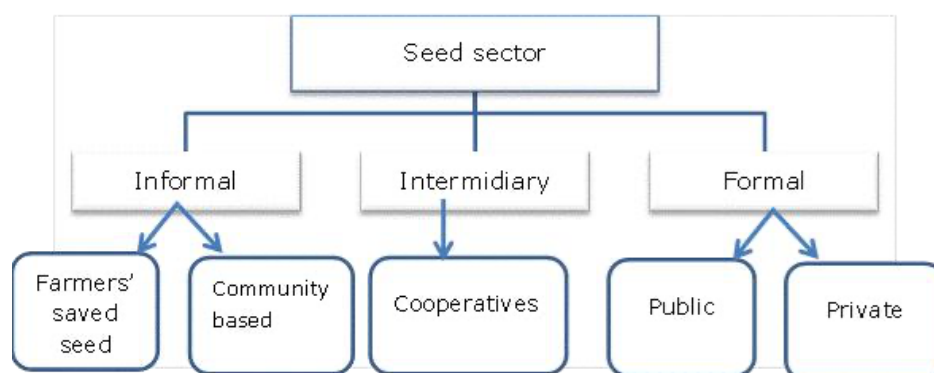 Seed sector
Informal
Intermidiary
Formal
Farmers'
saved
seed
Community
based
Cooperatives
Public
Private